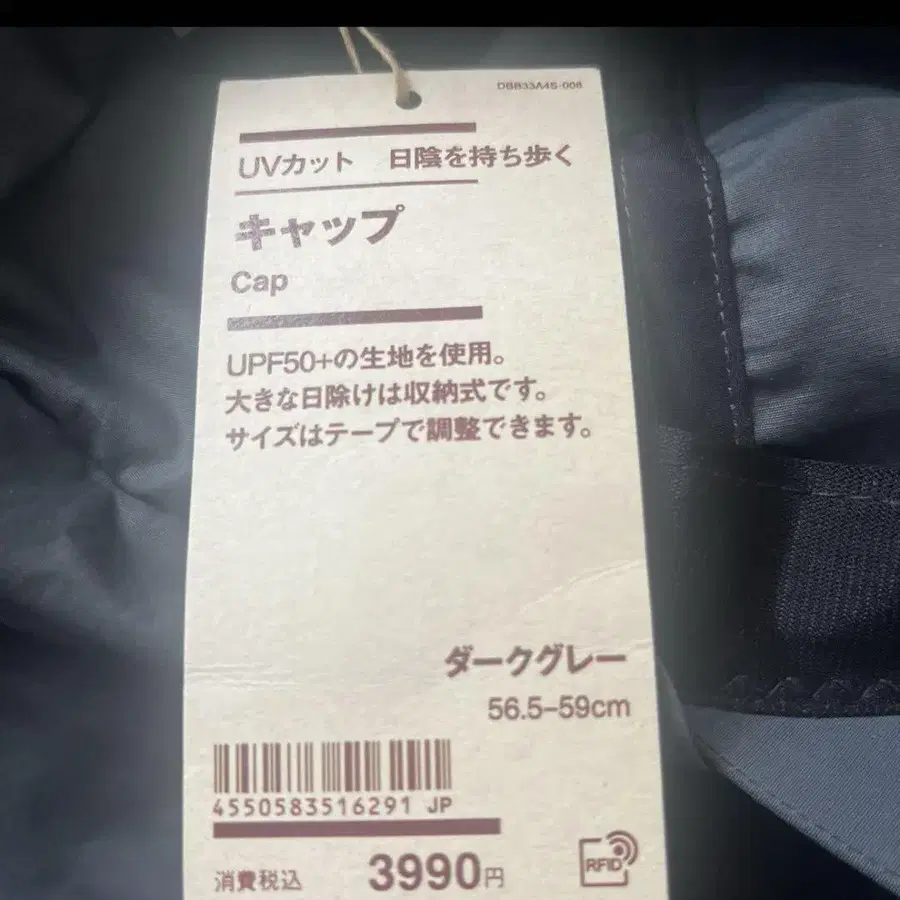 DBB33A4S-008
UVカット 日陰を持ち歩く
キャップ
Cap
UPF50+の生地を使用。
大きな日除けは収納式です。
サイズはテープで調整できます。
ダークグレー
56.5–59cm
4550583516291 JP
消費税込 3990円
RFID